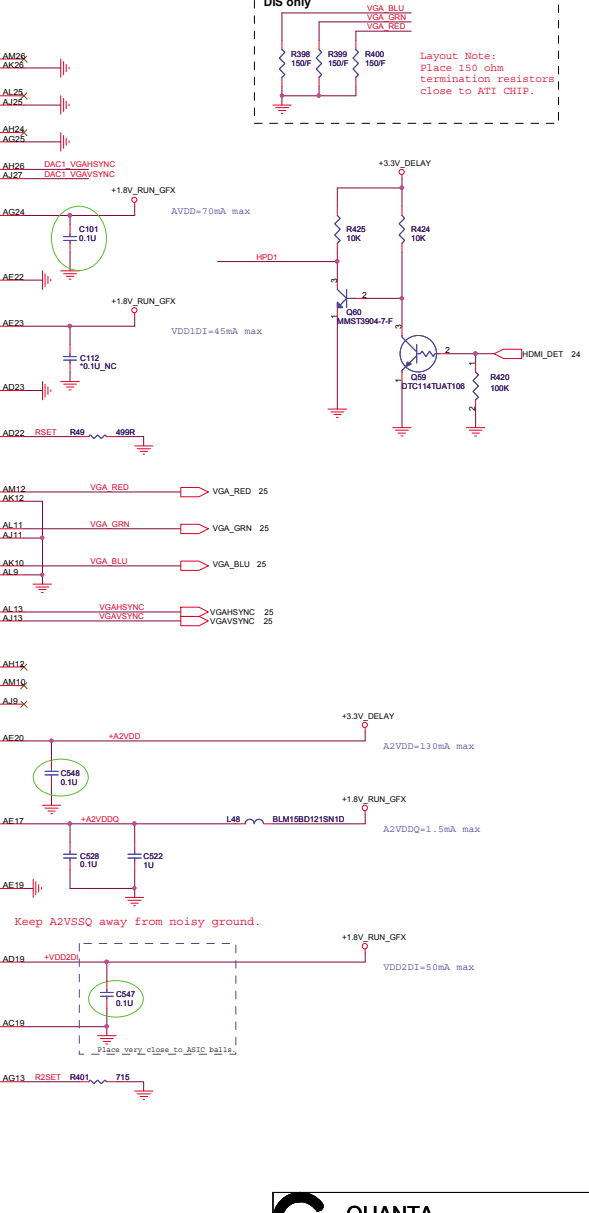 DIS only
VGA_BLU
VGA_GRN
VGA_RED
R398
150/F
R399
150/F
R400
150/F
Layout Note:
Place 150 ohm
termination resistors
close to ATI CHIP.
AM26
AK26
AL25
AJ25
AH24
AG25
AH26 DAC1_VGAHSYNC
AJ27 DAC1_VGAVSYNC
+3.3V_DELAY
+1.8V_RUN_GFX
AG24
AVDD=70mA max
C101
0.1U
R425
10K
R424
10K
HPD1
AE22
3
2
1
Q60
MMST3904-7-F
+1.8V_RUN_GFX
AE23
VDD1DI=45mA max
3
2
1
Q59
DTC114TUAT106
HDMI_DET 24
1
R420
100K
2
C112
*0.1U_NC
AD23
AD22 RSET R49 499R
AM12 VGA_RED VGA_RED 25
AK12
AL11 VGA_GRN VGA_GRN 25
AJ11
AK10 VGA_BLU VGA_BLU 25
AL9
AL13 VGAHSYNC VGAHSYNC 25
AJ13 VGAVSYNC VGAVSYNC 25
AH12
AM10
AJ9
+3.3V_DELAY
AE20 +A2VDD
A2VDD=130mA max
C548
0.1U
+1.8V_RUN_GFX
AE17 +A2VDDQ L48 BLM15BD121SN1D
A2VDDQ=1.5mA max
C528
0.1U
C522
1U
AE19
Keep A2VSSQ away from noisy ground.
+1.8V_RUN_GFX
AD19 +VDD2DI
VDD2DI=50mA max
C547
0.1U
AC19
Place very close to ASIC balls.
AG13 R2SET R401 715
QUANTA